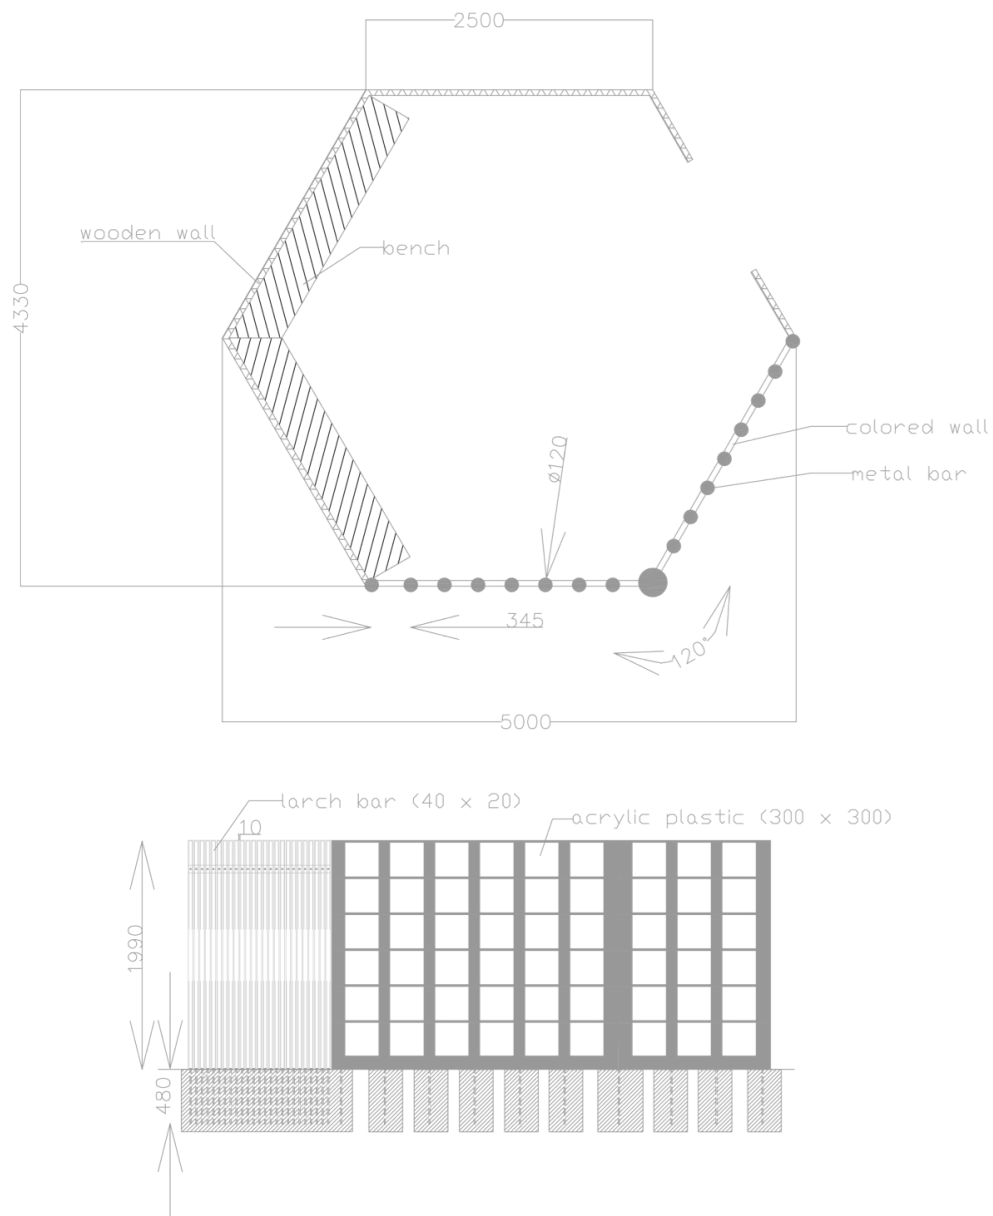 2500
wooden wall
bench
4330
colored wall
Ø120
metal bar
345
120°
5000
larch bar (40 x 20)
acrylic plastic (300 x 300)
10
1990
480